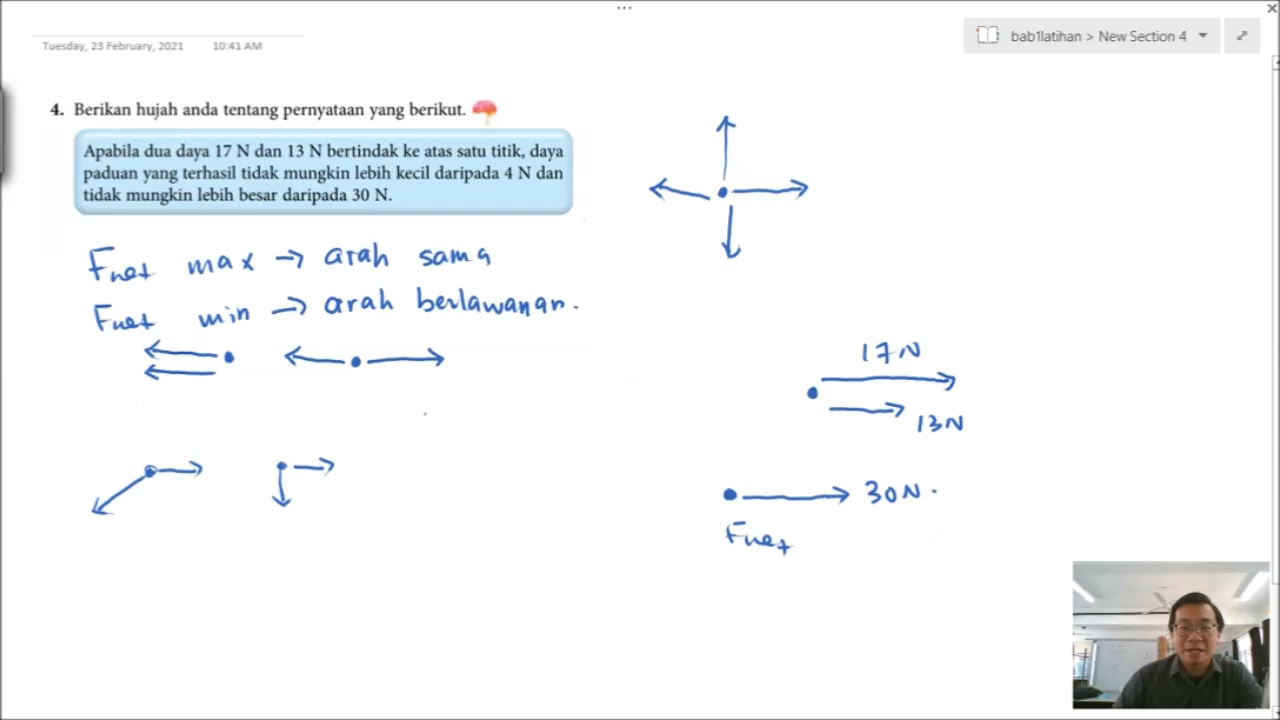 Tuesday, 23 February, 2021 10:41 AM
bab1latihan > New Section 4
4. Berikan hujah anda tentang pernyataan yang berikut.
Apabila dua daya 17 N dan 13 N bertindak ke atas satu titik, daya
paduan yang terhasil tidak mungkin lebih kecil daripada 4 N dan
tidak mungkin lebih besar daripada 30 N.
Fnet max → arah sama
Fnet min → arah berlawanan.
17N
13N
30N.
Fnet